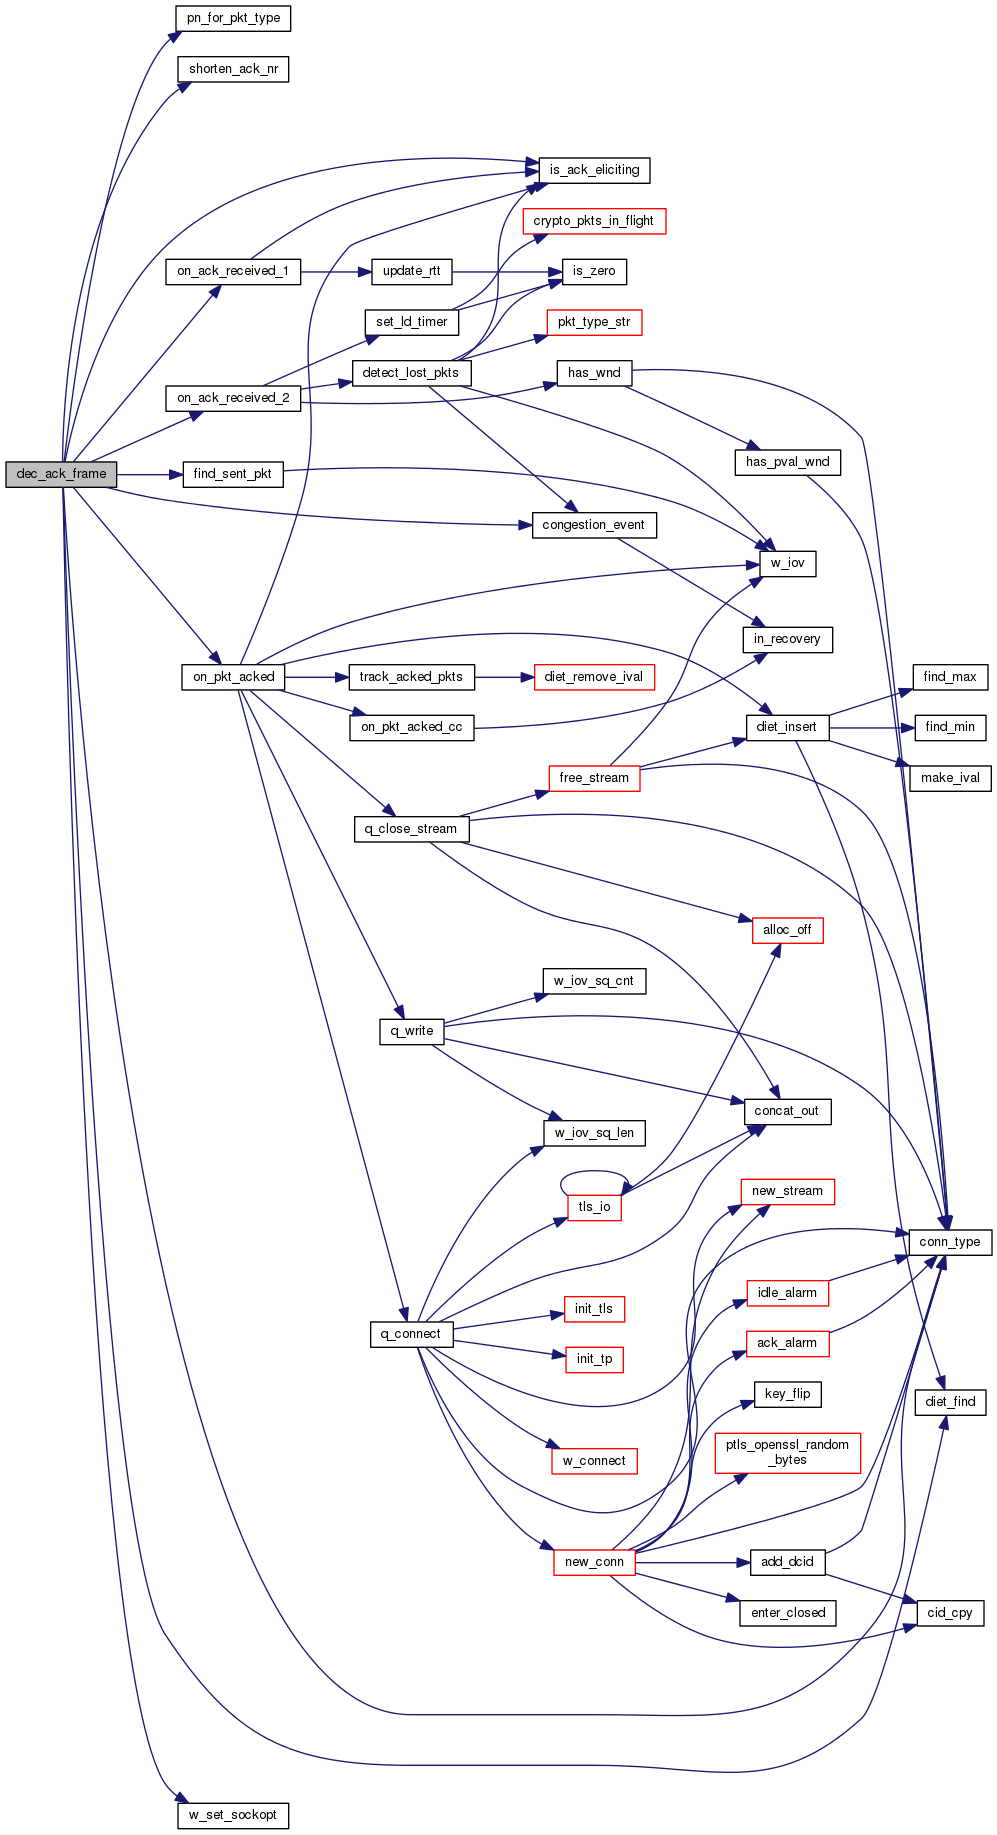 pn_for_pkt_type
shorten_ack_nr
is_ack_eliciting
crypto_pkts_in_flight
on_ack_received_1
update_rtt
is_zero
set_ld_timer
pkt_type_str
detect_lost_pkts
has_wnd
on_ack_received_2
has_pval_wnd
dec_ack_frame
find_sent_pkt
congestion_event
w_iov
in_recovery
on_pkt_acked
track_acked_pkts
diet_remove_ival
find_max
on_pkt_acked_cc
diet_insert
find_min
free_stream
make_ival
q_close_stream
alloc_off
w_iov_sq_cnt
q_write
concat_out
w_iov_sq_len
new_stream
tls_io
conn_type
idle_alarm
init_tls
q_connect
ack_alarm
init_tp
key_flip
diet_find
ptls_openssl_random
_bytes
w_connect
new_conn
add_dcid
enter_closed
cid_cpy
w_set_sockopt